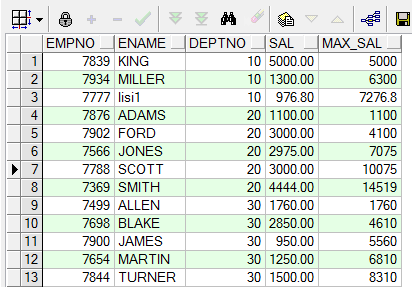 EMPNO ENAME DEPTNO SAL MAX_SAL
1 7839 KING 10 5000.00 5000
2 7934 MILLER 10 1300.00 6300
3 7777 lisi1 10 976.80 7276.8
4 7876 ADAMS 20 1100.00 1100
5 7902 FORD 20 3000.00 4100
6 7566 JONES 20 2975.00 7075
7 7788 SCOTT 20 3000.00 10075
8 7369 SMITH 20 4444.00 14519
9 7499 ALLEN 30 1760.00 1760
10 7698 BLAKE 30 2850.00 4610
11 7900 JAMES 30 950.00 5560
12 7654 MARTIN 30 1250.00 6810
13 7844 TURNER 30 1500.00 8310